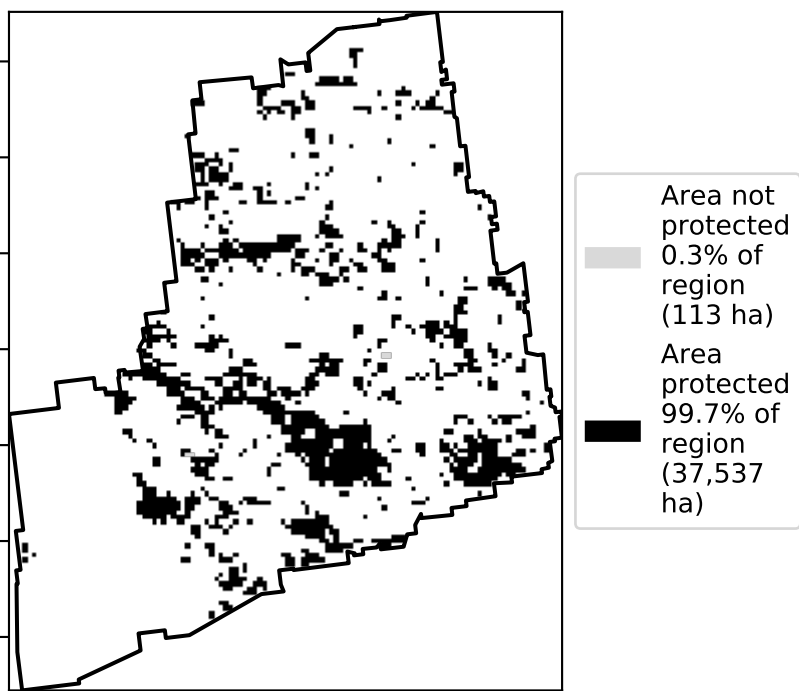 Area not
protected
0.3% of
region
(113 ha)
Area
protected
99.7% of
region
(37,537
ha)